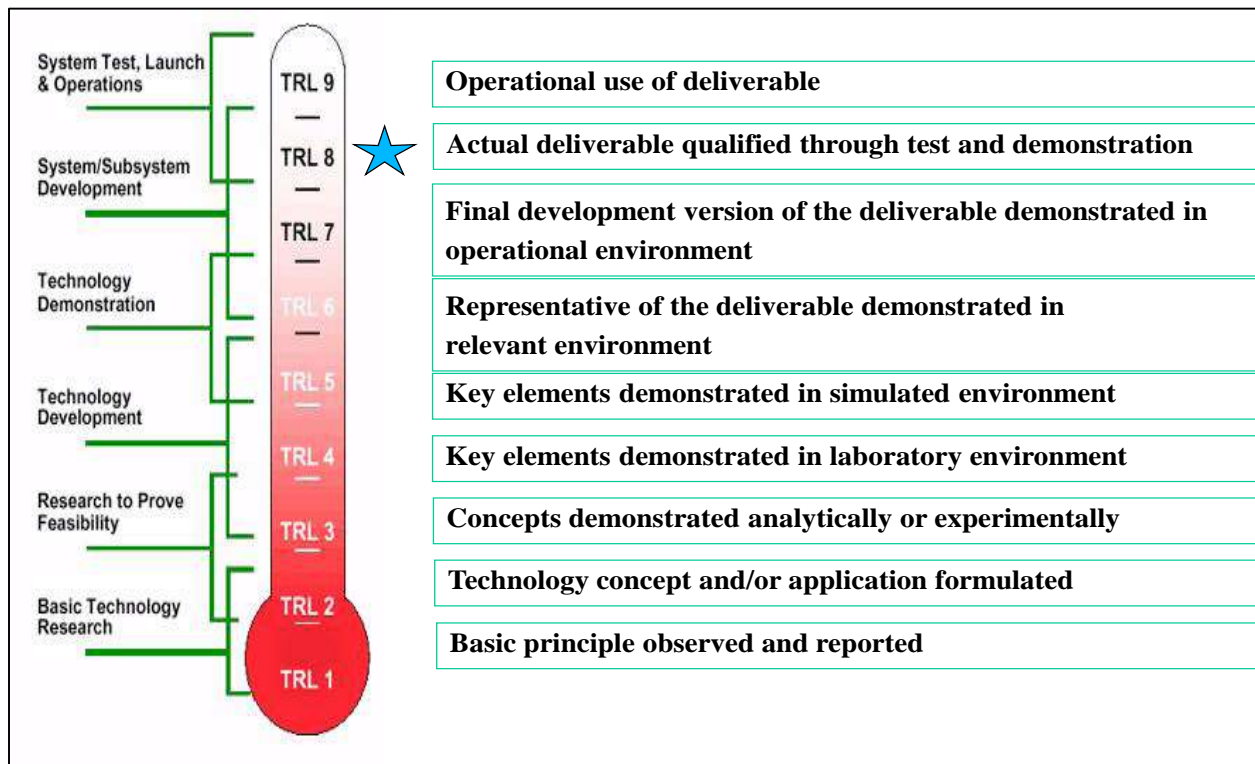 System Test, Launch
& Operations
System/Subsystem
Development
Technology
Demonstration
Technology
Development
Research to Prove
Feasibility
Basic Technology
Research
TRL 9
TRL 8
TRL 7
TRL 6
TRL 5
TRL 4
TRL 3
TRL 2
TRL 1
Operational use of deliverable
Actual deliverable qualified through test and demonstration
Final development version of the deliverable demonstrated in
operational environment
Representative of the deliverable demonstrated in
relevant environment
Key elements demonstrated in simulated environment
Key elements demonstrated in laboratory environment
Concepts demonstrated analytically or experimentally
Technology concept and/or application formulated
Basic principle observed and reported